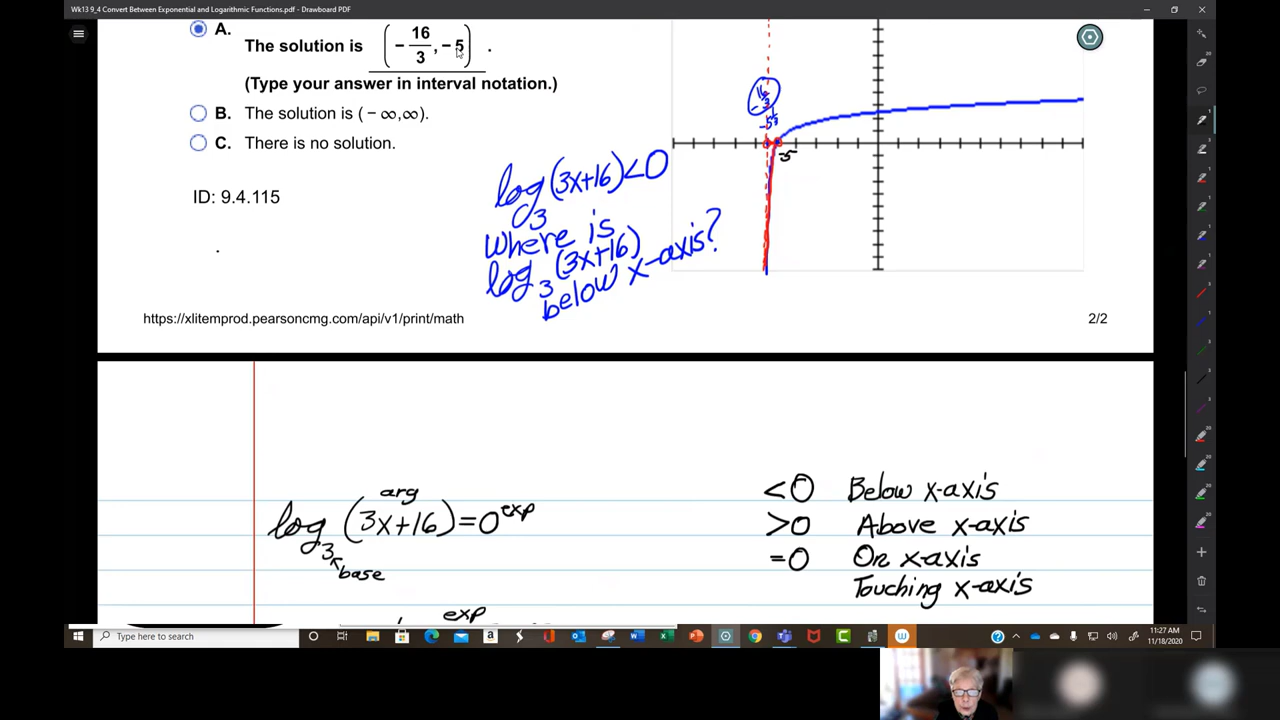 Wk13 9_4 Convert Between Exponential and Logarithmic Functions.pdf - Drawboard PDF
A.
The solution is (-16/3, -5).
(Type your answer in interval notation.)
B. The solution is (-∞,∞).
C. There is no solution.
ID: 9.4.115
log₃(3x+16)<0
where is
log₃(3x+16)
below x-axis?
-16/3
-5 1/3
-5
https://xlitemprod.pearsoncmg.com/api/v1/print/math
2/2
arg
log₃(3x+16)=0 exp
base
exp
<0 Below x-axis
>0 Above x-axis
=0 On x-axis
Touching x-axis
Type here to search
11:27 AM
11/18/2020